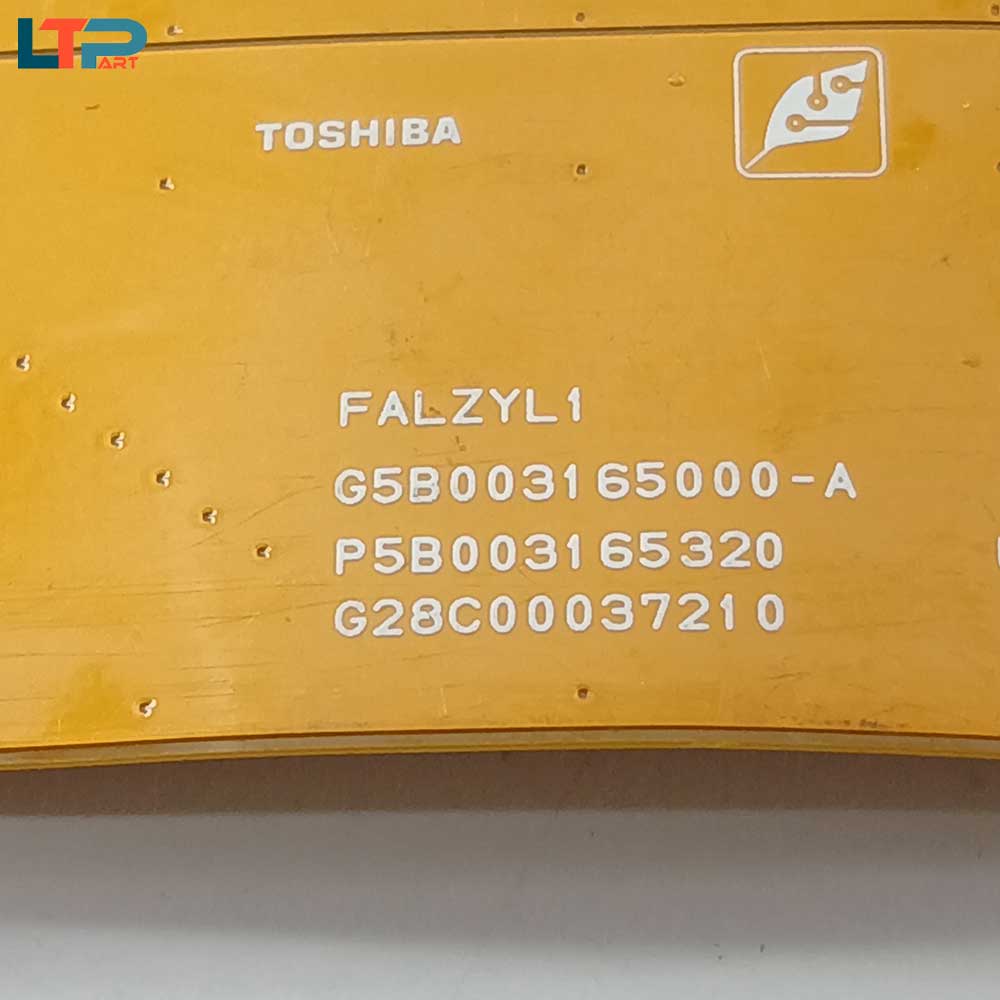 LTPART
TOSHIBA
FALZYL1
G5B003165000-A
P5B003165320
G28C00037210